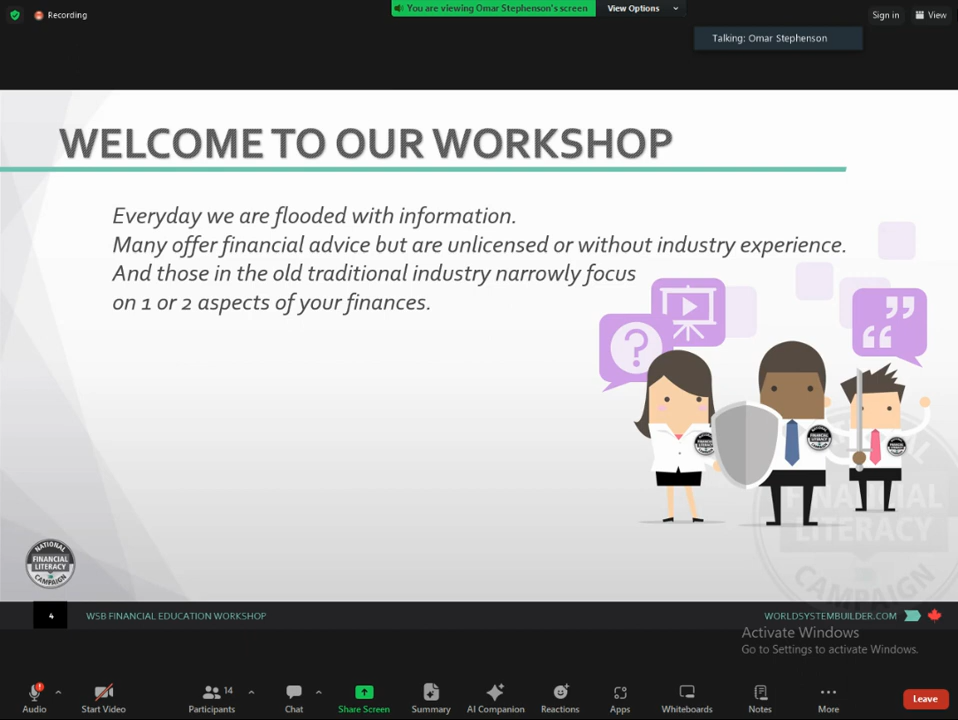 Recording
You are viewing Omar Stephenson's screen
View Options
Sign in
View
Talking: Omar Stephenson
WELCOME TO OUR WORKSHOP
Everyday we are flooded with information.
Many offer financial advice but are unlicensed or without industry experience.
And those in the old traditional industry narrowly focus
on 1 or 2 aspects of your finances.
?
NATIONAL
FINANCIAL
LITERACY
CAMPAIGN
FINANCIAL
LITERACY
CAMPAIGN
4
WSB FINANCIAL EDUCATION WORKSHOP
WORLDSYSTEMBUILDER.COM
Activate Windows
Go to Settings to activate Windows.
14
Audio
Start Video
Participants
Chat
Share Screen
Summary
AI Companion
Reactions
Apps
Whiteboards
Notes
More
Leave